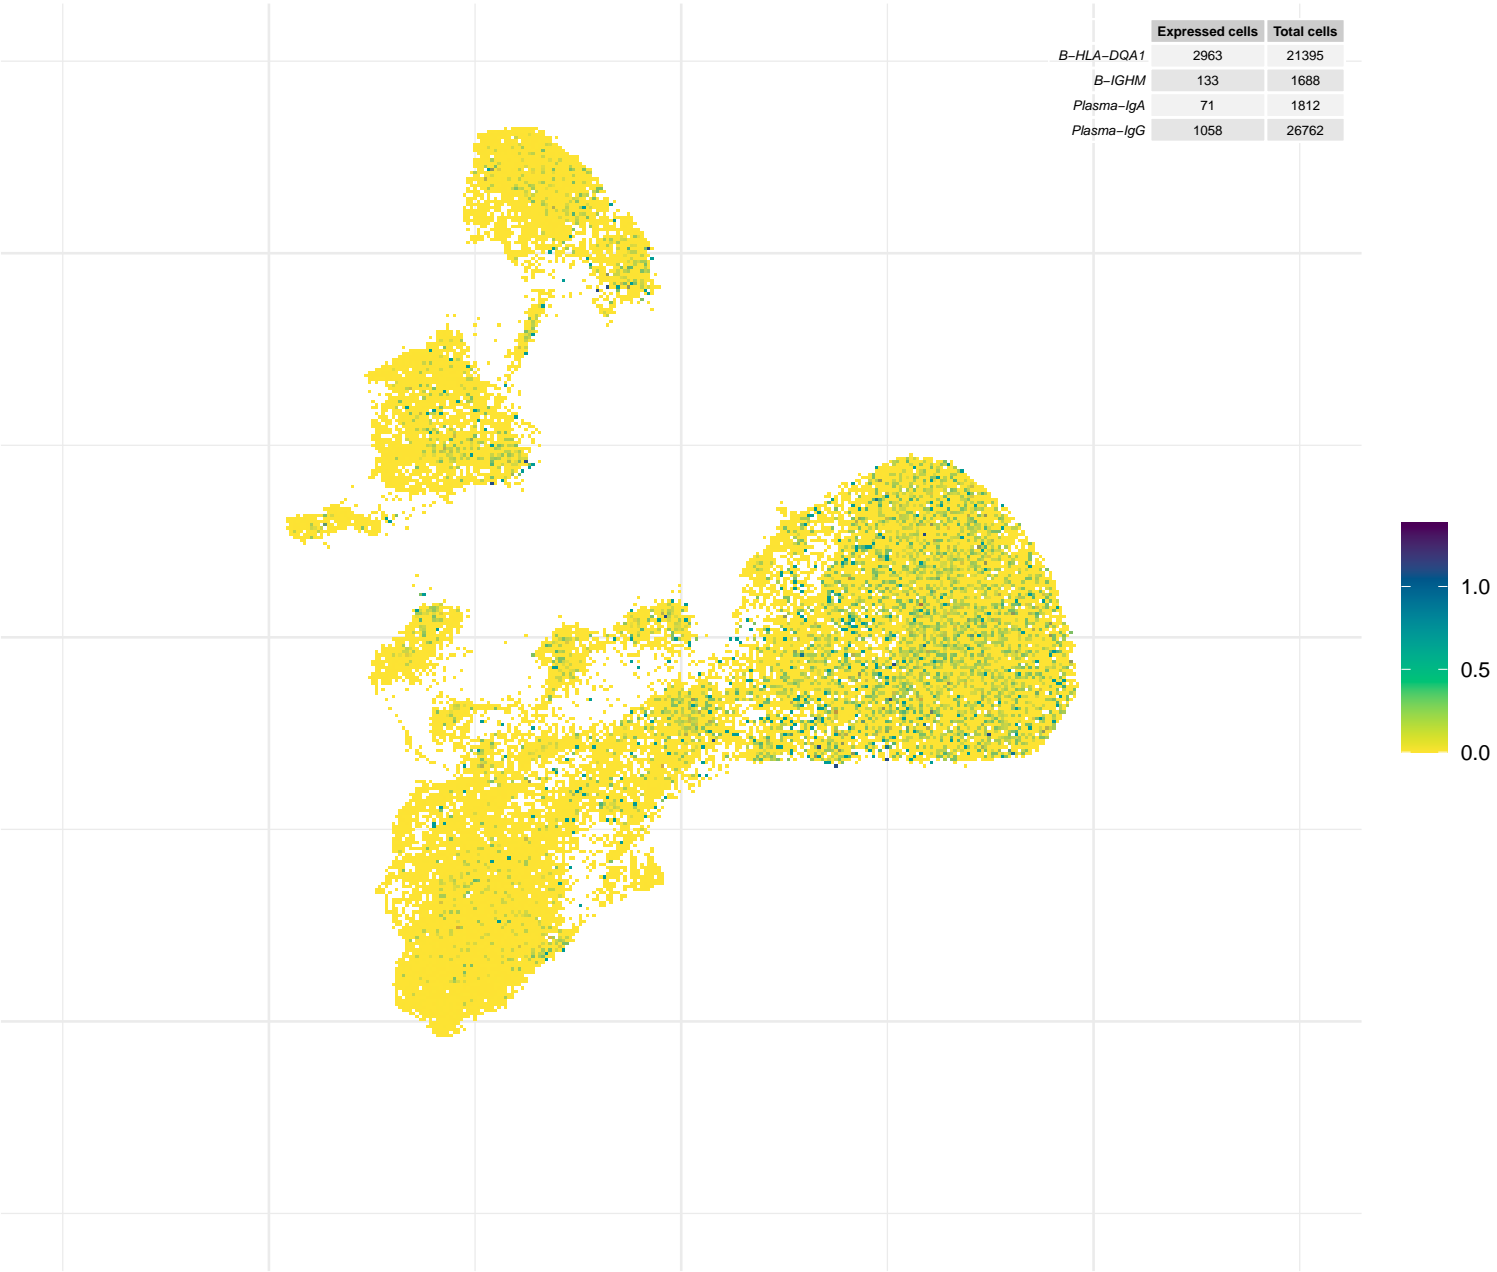 Expressed cells Total cells
B−HLA−DQA1 2963 21395
B−IGHM 133 1688
Plasma−IgA 71 1812
Plasma−IgG 1058 26762
1.0
0.5
0.0